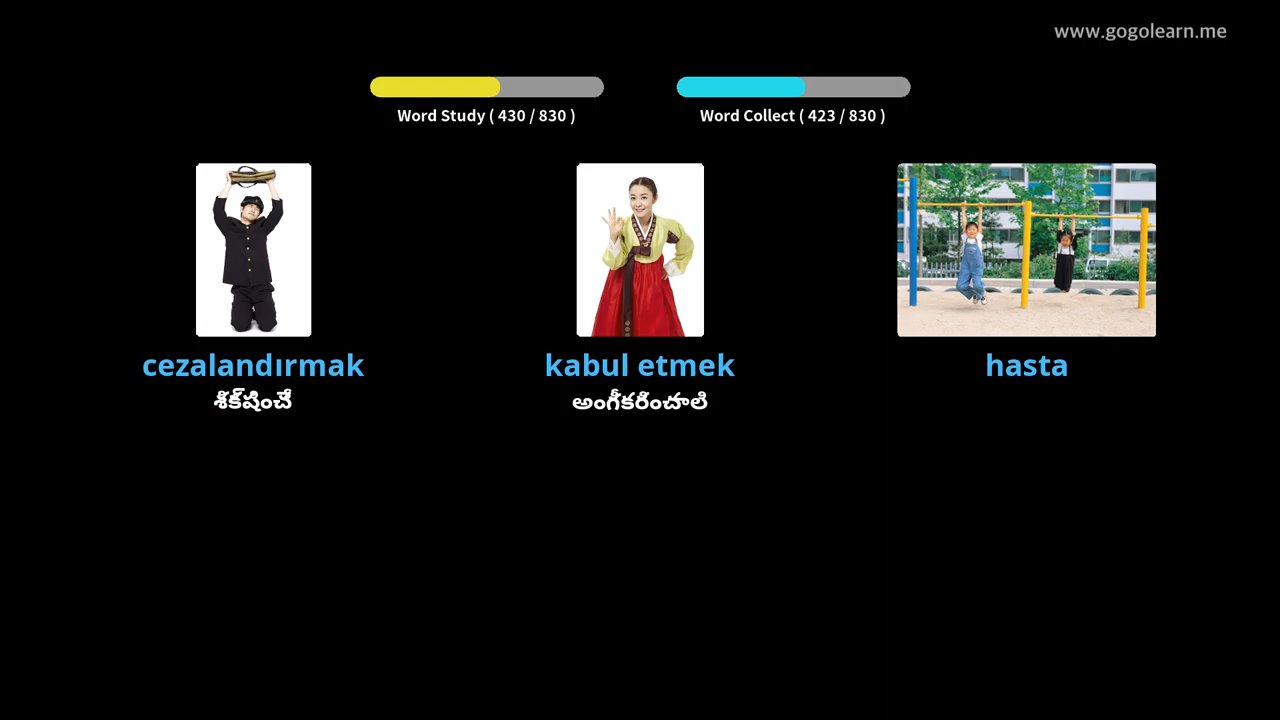 www.gogolearn.me
Word Study ( 430 / 830 )
Word Collect ( 423 / 830 )
cezalandırmak
kabul etmek
hasta
శిక్షించే
అంగీకరించాలి